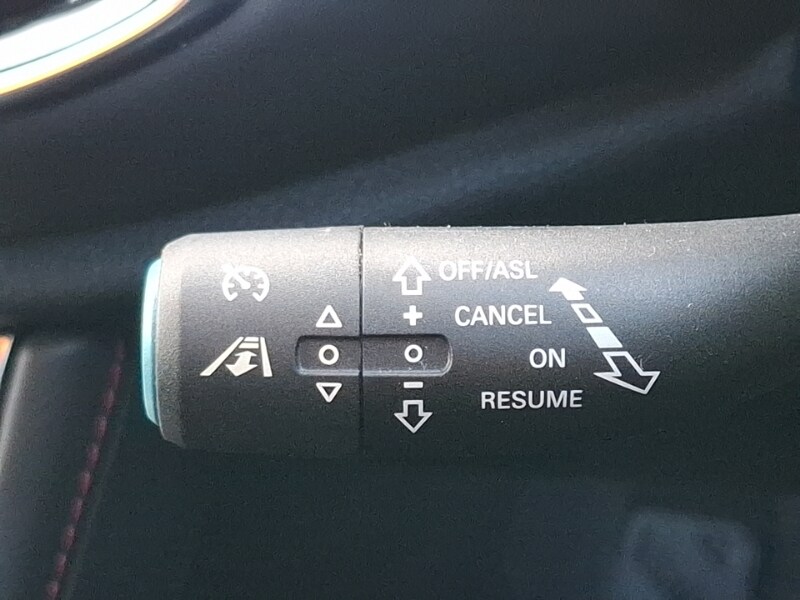 OFF/ASL
+ CANCEL
ON
- RESUME